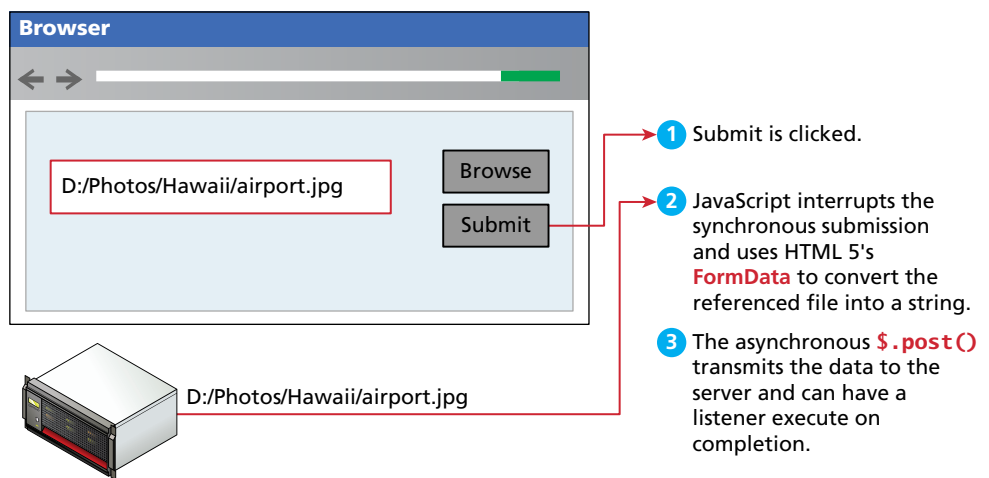 Browser
D:/Photos/Hawaii/airport.jpg
Browse
Submit
1 Submit is clicked.
2 JavaScript interrupts the
synchronous submission
and uses HTML 5's
FormData to convert the
referenced file into a string.
3 The asynchronous $.post()
transmits the data to the
server and can have a
listener execute on
completion.
D:/Photos/Hawaii/airport.jpg